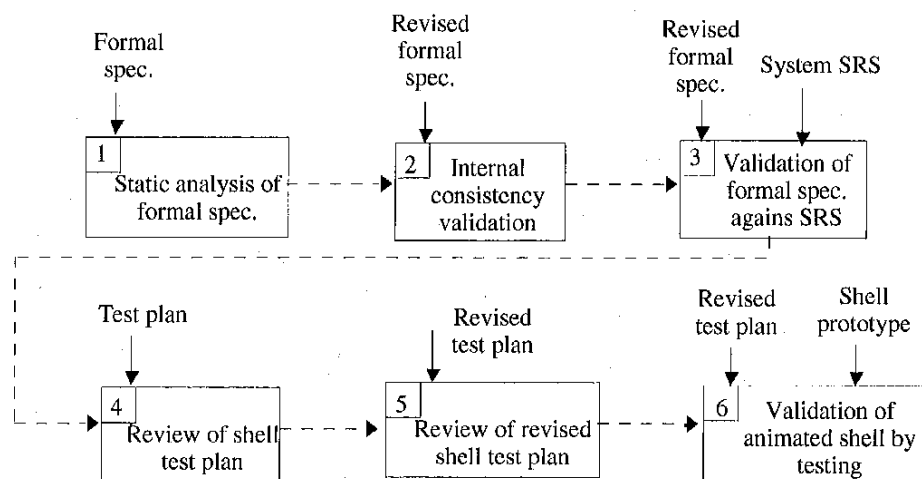 Formal
spec.
Revised
formal
spec.
Revised
formal
spec.
System SRS
1
Static analysis of
formal spec.
2
Internal
consistency
validation
3
Validation of
formal spec.
agains SRS
Test plan
Revised
test plan
Revised
test plan
Shell
prototype
4
Review of shell
test plan
5
Review of revised
shell test plan
6
Validation of
animated shell by
testing